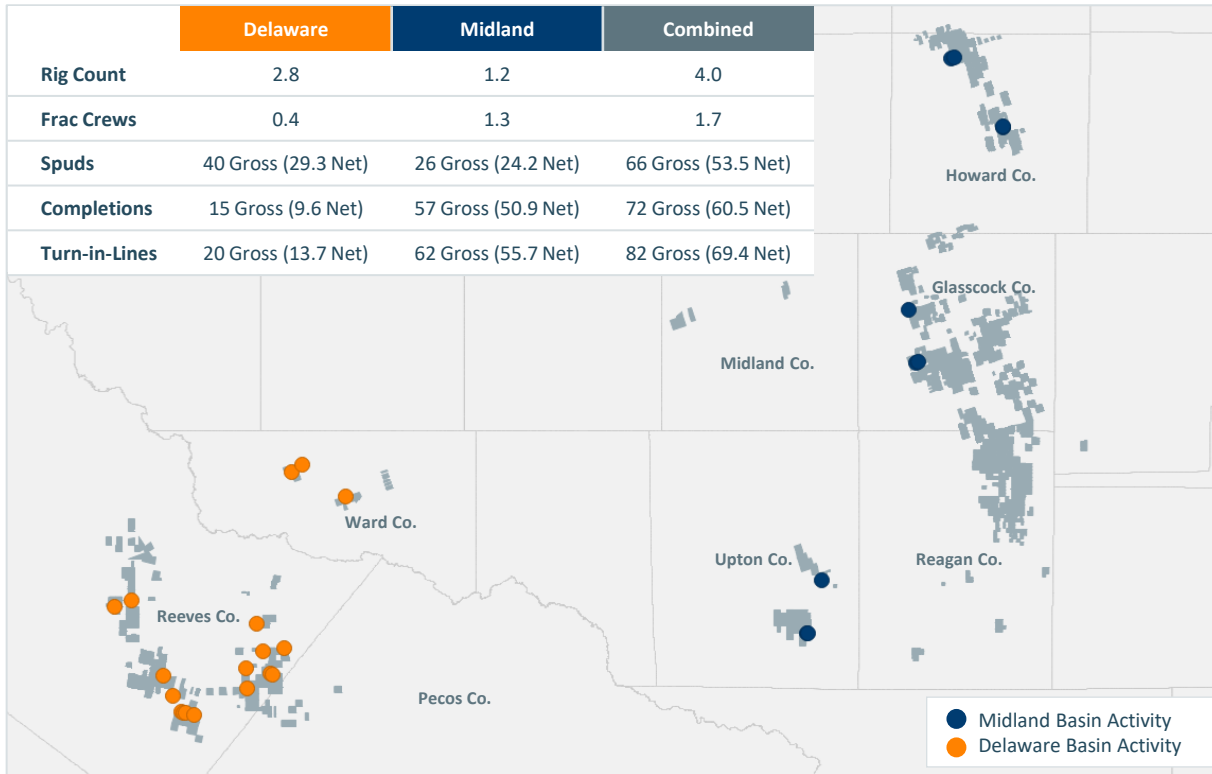 Delaware Midland Combined
Rig Count 2.8 1.2 4.0
Frac Crews 0.4 1.3 1.7
Spuds 40 Gross (29.3 Net) 26 Gross (24.2 Net) 66 Gross (53.5 Net)
Completions 15 Gross (9.6 Net) 57 Gross (50.9 Net) 72 Gross (60.5 Net)
Turn-in-Lines 20 Gross (13.7 Net) 62 Gross (55.7 Net) 82 Gross (69.4 Net)
Howard Co.
Glasscock Co.
Midland Co.
Ward Co.
Upton Co.
Reagan Co.
Reeves Co.
Pecos Co.
Midland Basin Activity
Delaware Basin Activity